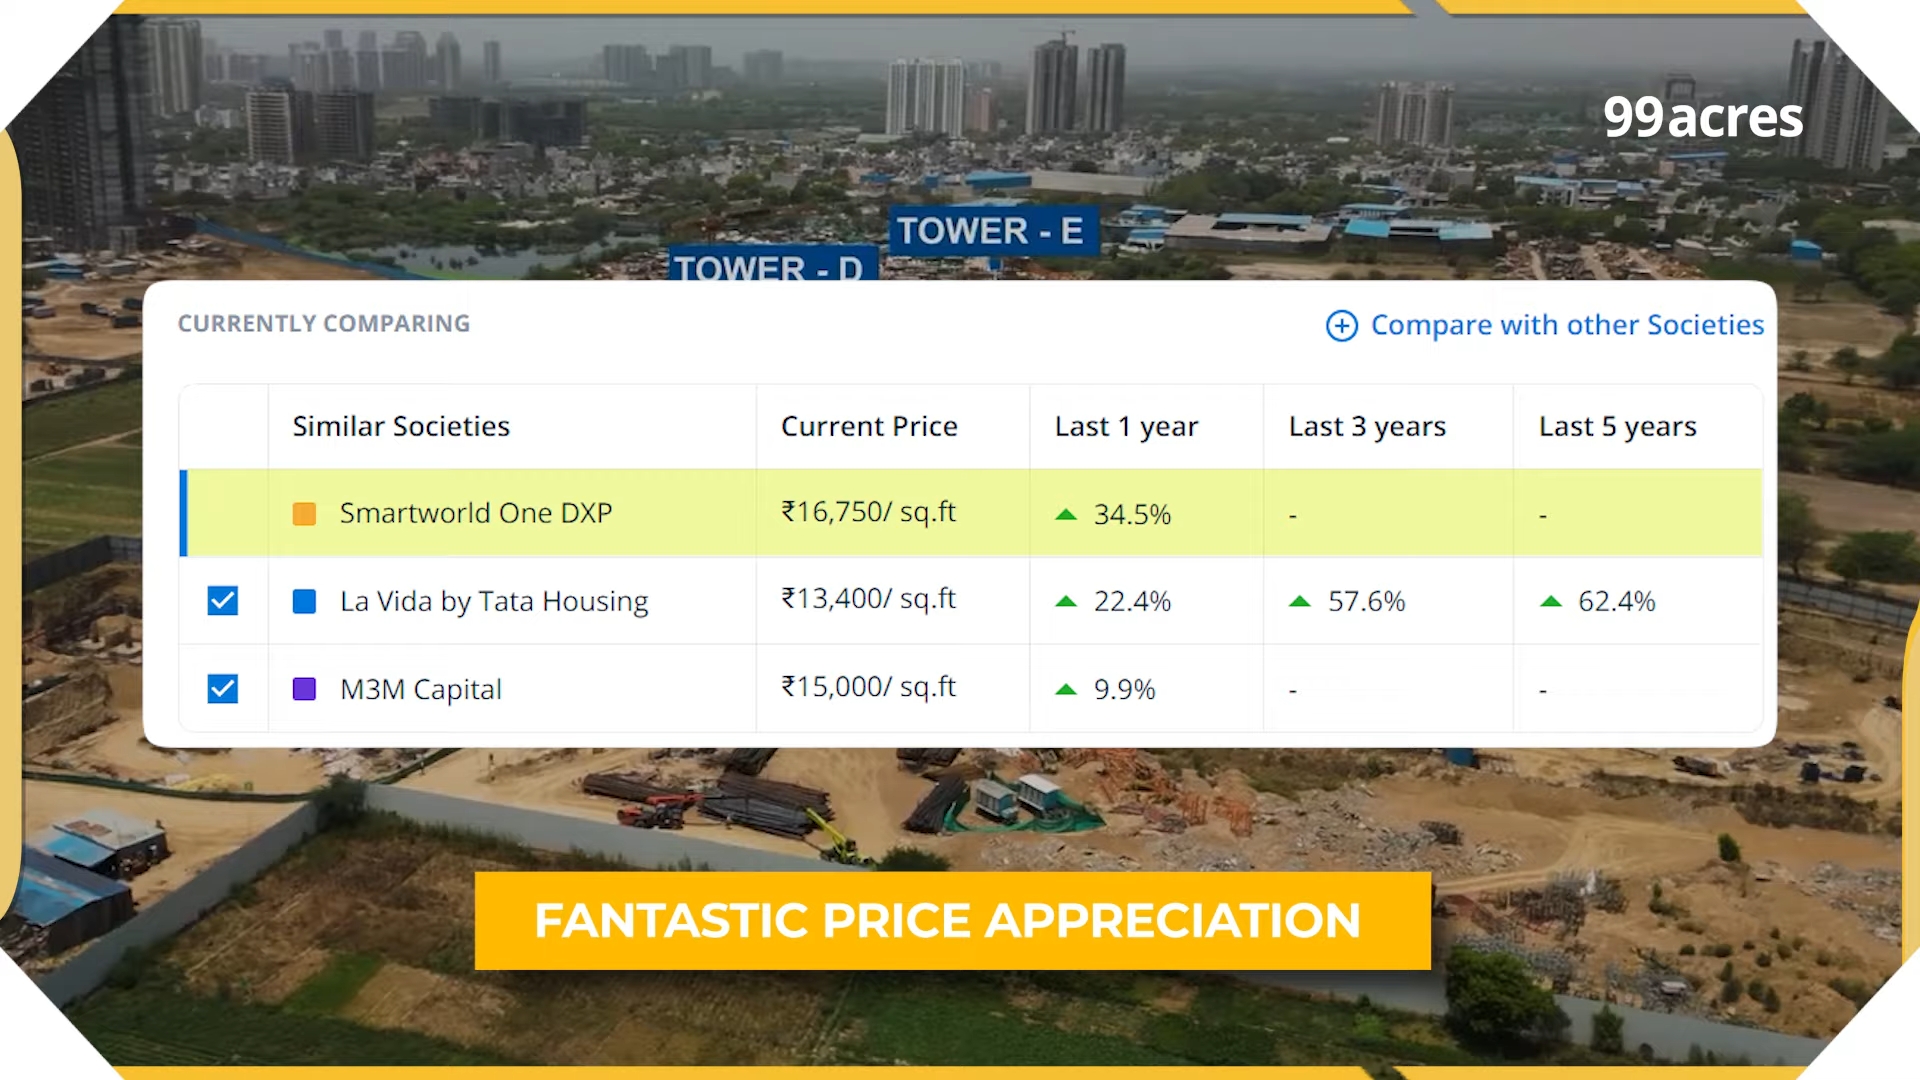 99acres
TOWER - E
TOWER - D
CURRENTLY COMPARING
Compare with other Societies
Similar Societies Current Price Last 1 year Last 3 years Last 5 years
Smartworld One DXP ₹16,750/ sq.ft 34.5% - -
La Vida by Tata Housing ₹13,400/ sq.ft 22.4% 57.6% 62.4%
M3M Capital ₹15,000/ sq.ft 9.9% - -
FANTASTIC PRICE APPRECIATION